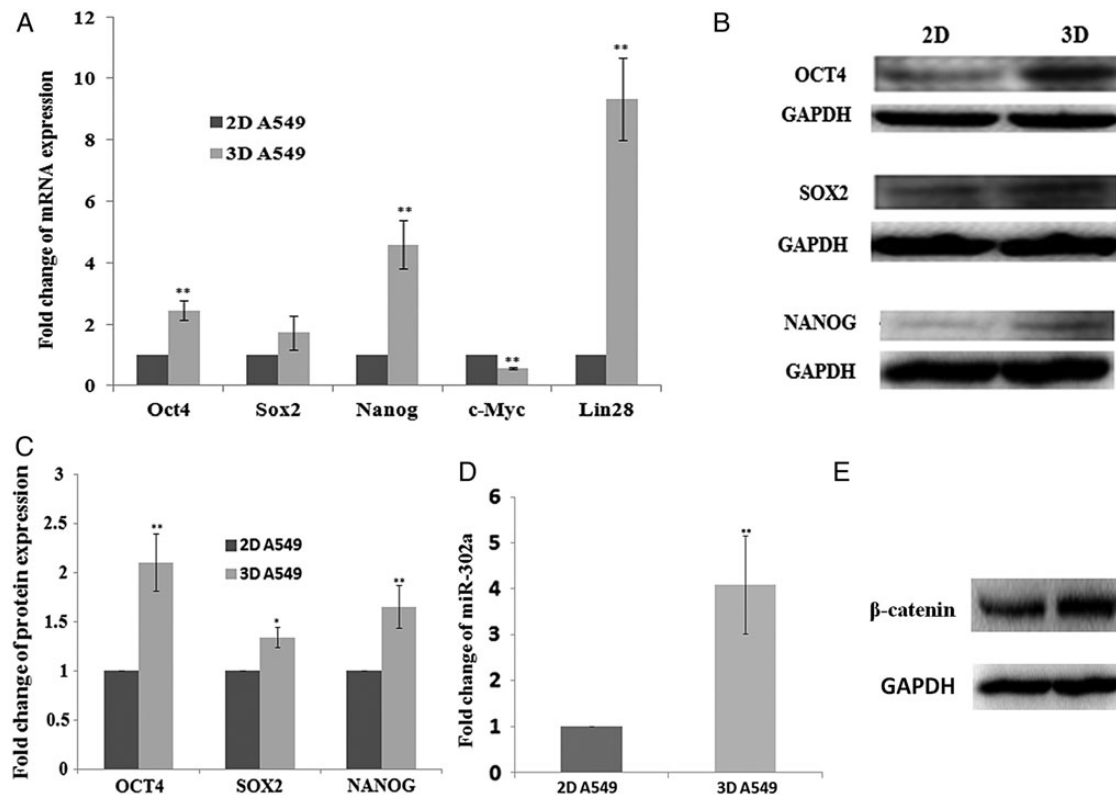 A
Fold change of mRNA expression
12
10
8
6
4
2
0
2D A549
3D A549
**
**
**
**
Oct4 Sox2 Nanog c-Myc Lin28
B
2D 3D
OCT4
GAPDH
SOX2
GAPDH
NANOG
GAPDH
C
Fold change of protein expression
3
2.5
2
1.5
1
0.5
0
2D A549
3D A549
**
*
**
OCT4 SOX2 NANOG
D
Fold change of miR-302a
6
5
4
3
2
1
0
**
2D A549 3D A549
E
β-catenin
GAPDH